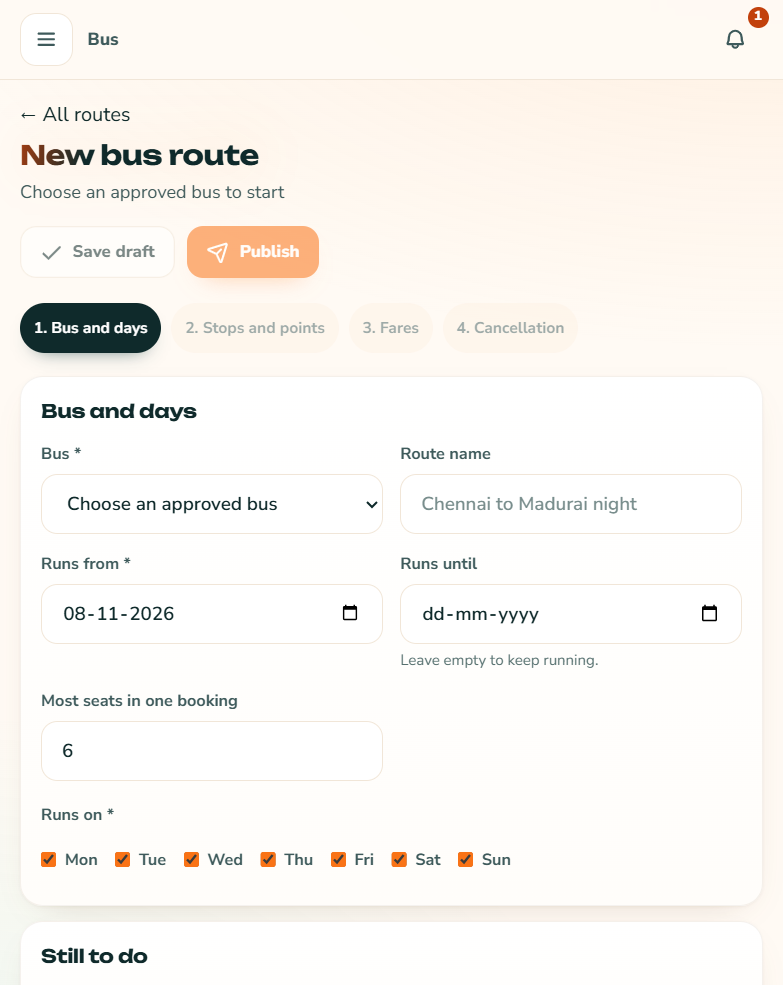 Bus
1
← All routes
New bus route
Choose an approved bus to start
Save draft
Publish
1. Bus and days
2. Stops and points
3. Fares
4. Cancellation
Bus and days
Bus *
Route name
Choose an approved bus
Chennai to Madurai night
Runs from *
Runs until
08-11-2026
dd-mm-yyyy
Leave empty to keep running.
Most seats in one booking
6
Runs on *
Mon Tue Wed Thu Fri Sat Sun
Still to do